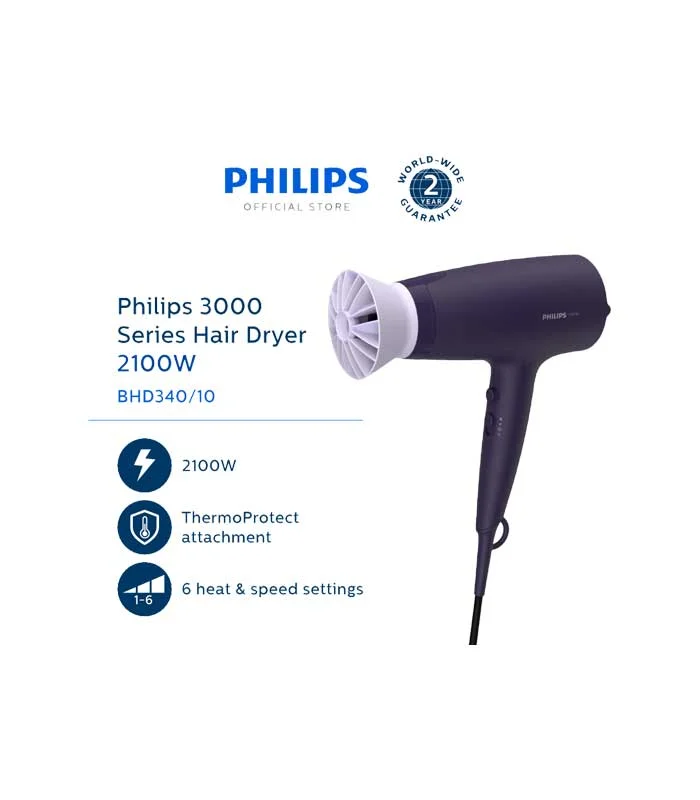 PHILIPS
OFFICIAL STORE
WORLD-WIDE
2
YEAR
GUARANTEE
Philips 3000
Series Hair Dryer
2100W
BHD340/10
PHILIPS
2100W
ThermoProtect
attachment
1-6
6 heat & speed settings